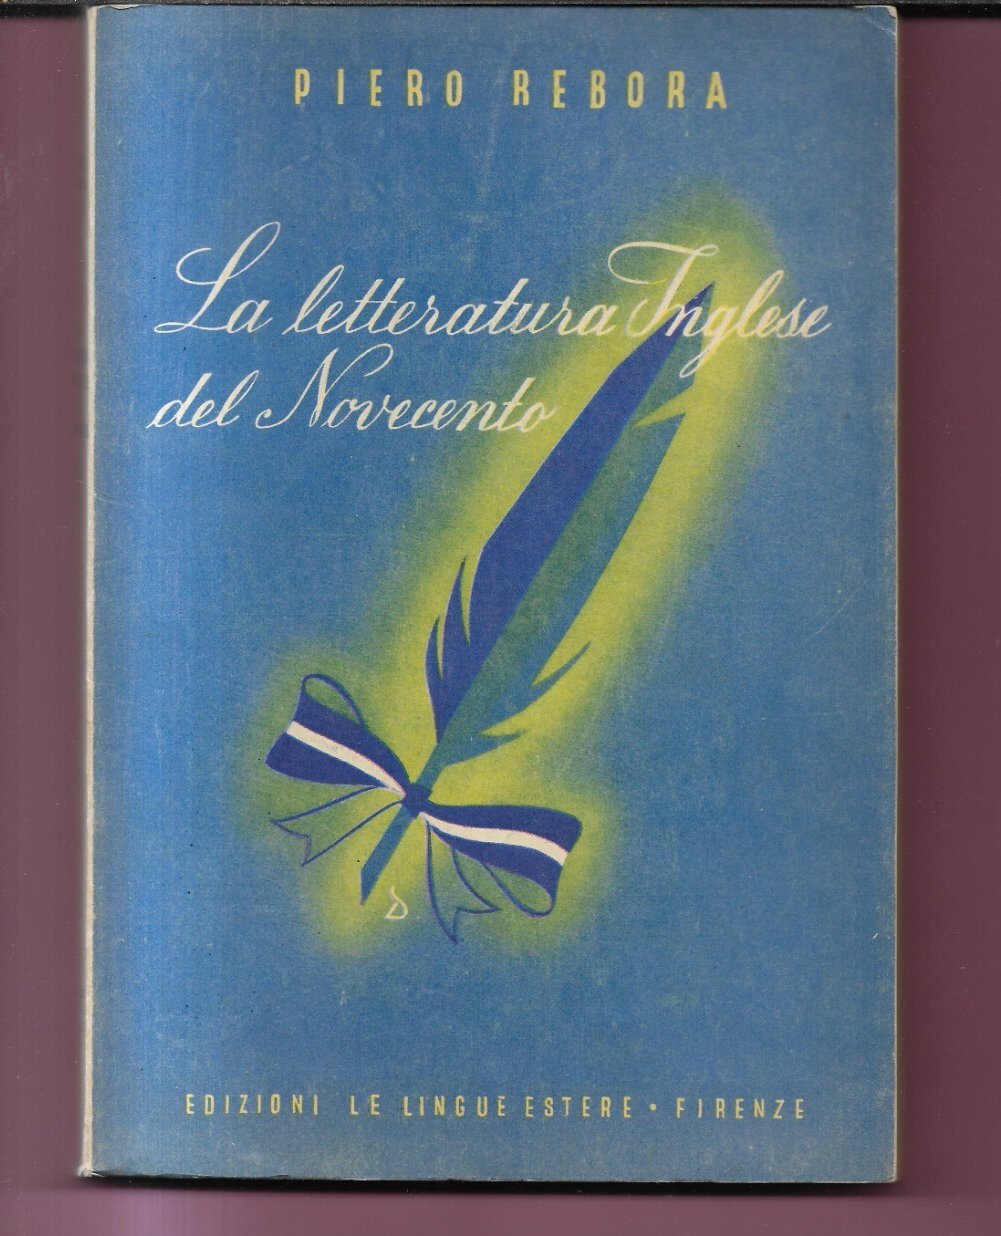 PIERO REBORA
La letteratura Inglese
del Novecento
D
EDIZIONI LE LINGUE ESTERE • FIRENZE